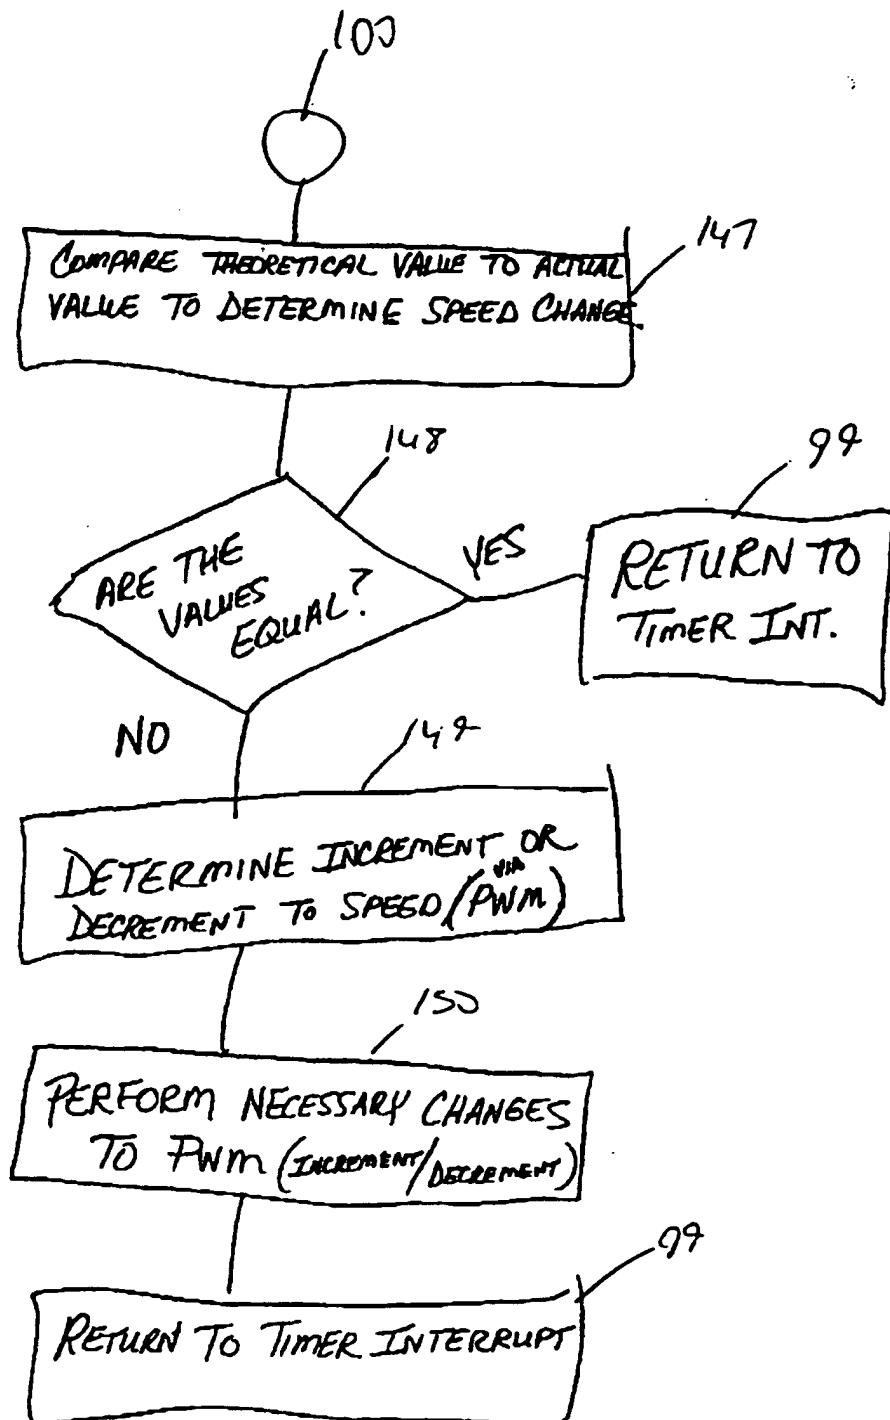 100
COMPARE THEORETICAL VALUE TO ACTUAL
VALUE TO DETERMINE SPEED CHANGE.
147
148
ARE THE
VALUES
EQUAL?
YES
99
RETURN TO
TIMER INT.
NO
149
DETERMINE INCREMENT OR
DECREMENT TO SPEED (VIA PWM)
150
PERFORM NECESSARY CHANGES
TO PWM (INCREMENT/DECREMENT)
99
RETURN TO TIMER INTERRUPT